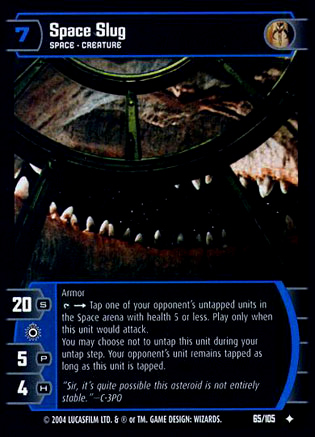 7 Space Slug
SPACE - CREATURE
Armor
20 S
Tap one of your opponent's untapped units in
the Space arena with health 5 or less. Play only when
this unit would attack.
You may choose not to untap this unit during your
untap step. Your opponent's unit remains tapped as
long as this unit is tapped.
5 P
4 H
"Sir, it's quite possible this asteroid is not entirely
stable." –C-3PO
© 2004 LUCASFILM LTD. & ® or TM. GAME DESIGN: WIZARDS. 65/105